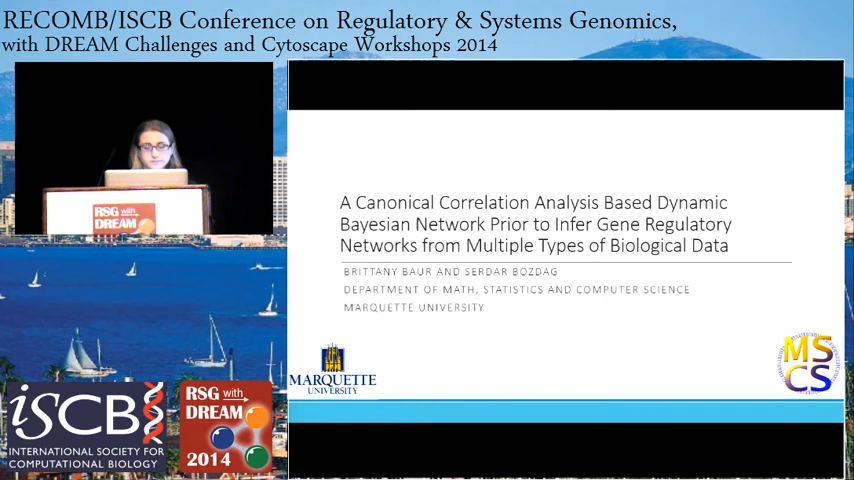 RECOMB/ISCB Conference on Regulatory & Systems Genomics,
with DREAM Challenges and Cytoscape Workshops 2014
RSG with
DREAM
A Canonical Correlation Analysis Based Dynamic
Bayesian Network Prior to Infer Gene Regulatory
Networks from Multiple Types of Biological Data
BRITTANY BAUR AND SERDAR BOZDAG
DEPARTMENT OF MATH, STATISTICS AND COMPUTER SCIENCE
MARQUETTE UNIVERSITY
MARQUETTE
UNIVERSITY
MS
CS
iSCB
INTERNATIONAL SOCIETY FOR
COMPUTATIONAL BIOLOGY
RSG with
DREAM
2014